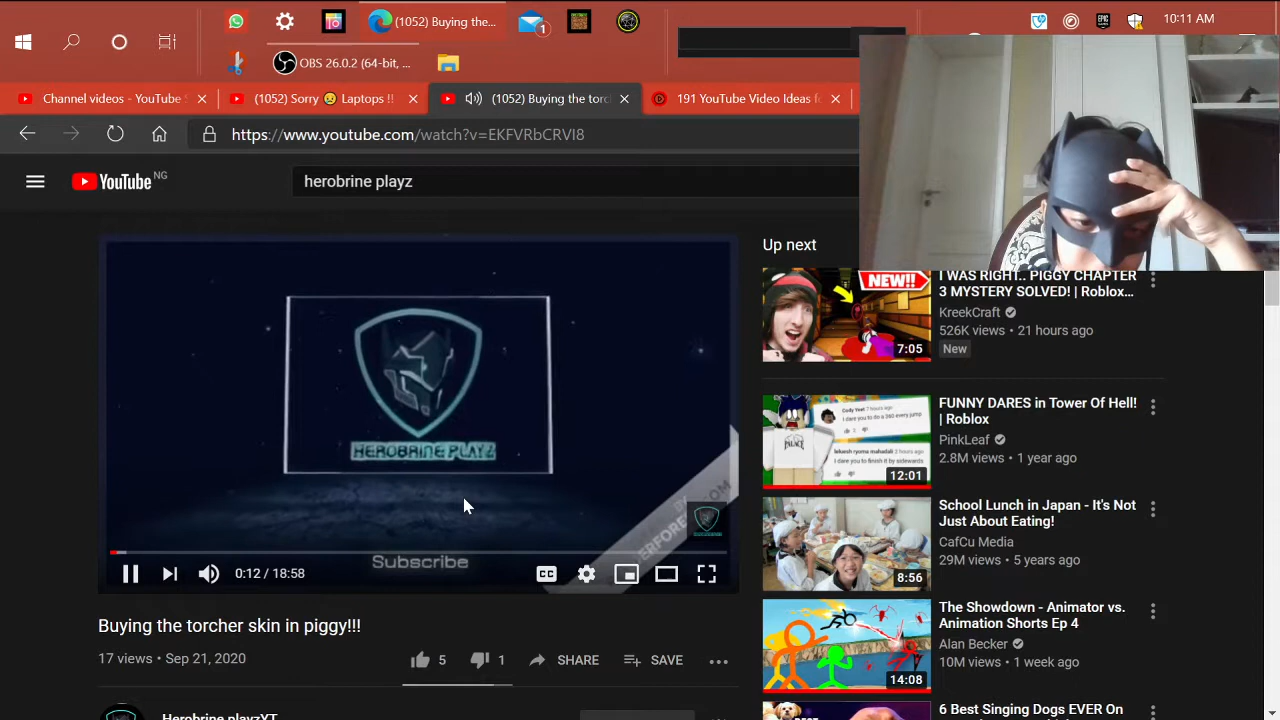 (1052) Buying the...
1
10:11 AM
OBS 26.0.2 (64-bit, ...
Channel videos - YouTube S
(1052) Sorry 😥 Laptops !!
(1052) Buying the torc
191 YouTube Video Ideas fo
https://www.youtube.com/watch?v=EKFVRbCRVI8
YouTube NG
herobrine playz
HEROBRINE PLAYZ
Subscribe
0:12 / 18:58
CC
Buying the torcher skin in piggy!!!
17 views • Sep 21, 2020
5
1
SHARE
SAVE
Herobrine playzYT
Up next
NEW!!
7:05
I WAS RIGHT.. PIGGY CHAPTER
3 MYSTERY SOLVED! | Roblox...
KreekCraft
526K views • 21 hours ago
New
PALACE
12:01
FUNNY DARES in Tower Of Hell!
| Roblox
PinkLeaf
2.8M views • 1 year ago
8:56
School Lunch in Japan - It's Not
Just About Eating!
CafCu Media
29M views • 5 years ago
14:08
The Showdown - Animator vs.
Animation Shorts Ep 4
Alan Becker
10M views • 1 week ago
6 Best Singing Dogs EVER On